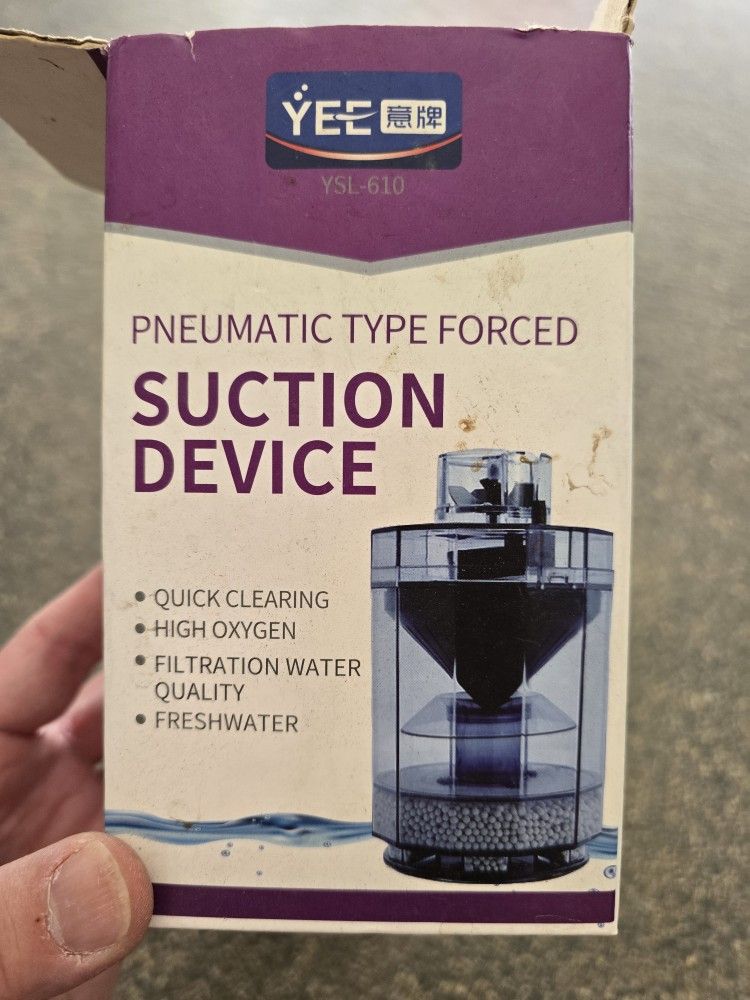 YEE 意牌
YSL-610
PNEUMATIC TYPE FORCED
SUCTION
DEVICE
• QUICK CLEARING
• HIGH OXYGEN
• FILTRATION WATER
QUALITY
• FRESHWATER